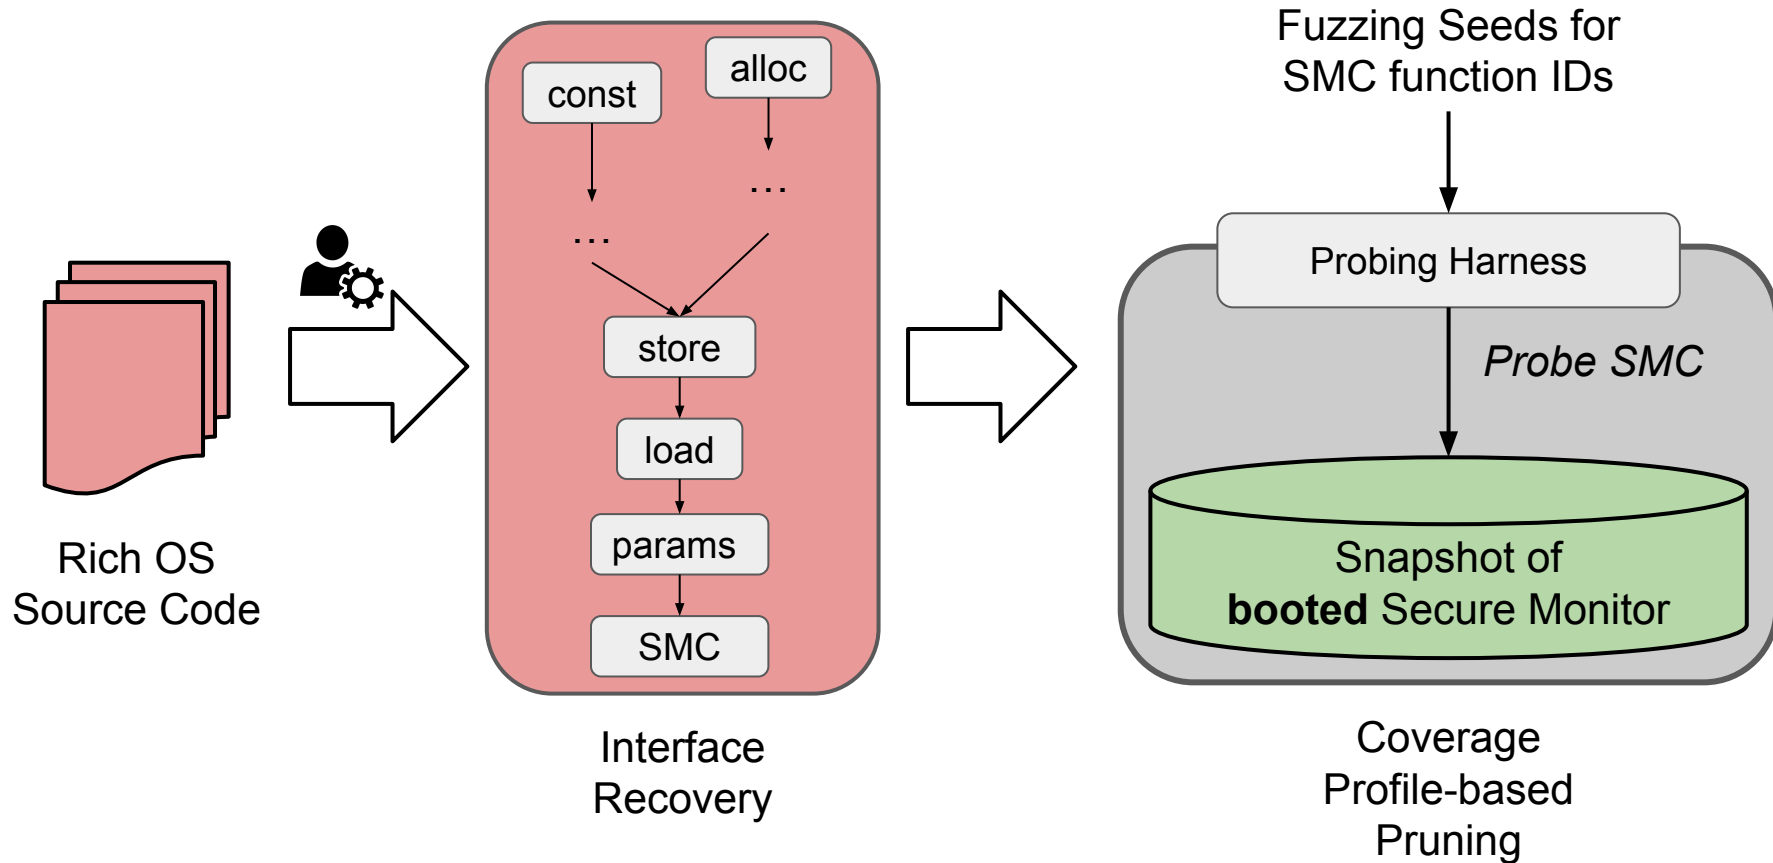 Rich OS
Source Code
const
alloc
...
...
store
load
params
SMC
Interface
Recovery
Fuzzing Seeds for
SMC function IDs
Probing Harness
Probe SMC
Snapshot of
booted Secure Monitor
Coverage
Profile-based
Pruning